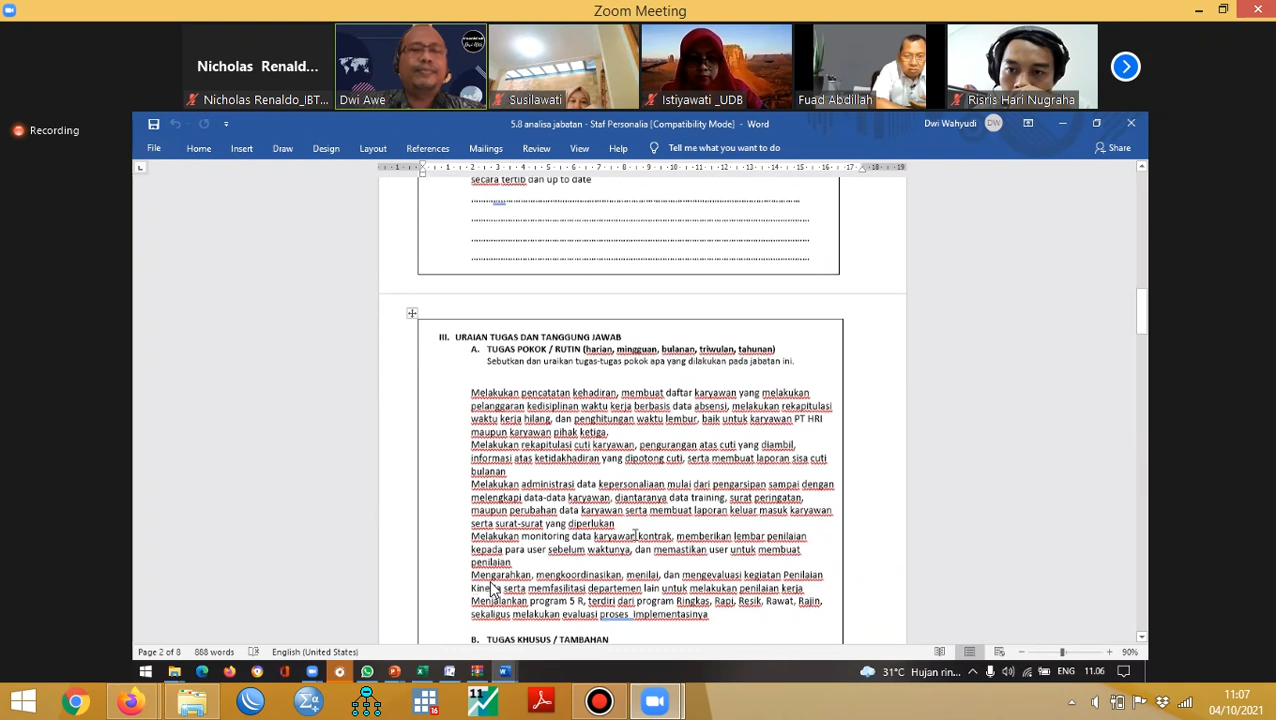 Zoom Meeting
Nicholas Renaldo...
Nicholas Renaldo_IBT...
Dwi Awe
Susilawati
Istiyawati _UDB
Fuad Abdillah
Risris Hari Nugraha
Recording
5.8 analisa jabatan - Staf Personalia [Compatibility Mode] - Word
Dwi Wahyudi
DW
File Home Insert Draw Design Layout References Mailings Review View Help Tell me what you want to do
Share
secara tertib dan up to date
III. URAIAN TUGAS DAN TANGGUNG JAWAB
A. TUGAS POKOK / RUTIN (harian, mingguan, bulanan, triwulan, tahunan)
Sebutkan dan uraikan tugas-tugas pokok apa yang dilakukan pada jabatan ini.
Melakukan pencatatan kehadiran, membuat daftar karyawan yang melakukan
pelanggaran kedisiplinan waktu kerja berbasis data absensi, melakukan rekapitulasi
waktu kerja hilang, dan penghitungan waktu lembur, baik untuk karyawan PT HRI
maupun karyawan pihak ketiga.
Melakukan rekapitulasi cuti karyawan, pengurangan atas cuti yang diambil,
informasi atas ketidakhadiran yang dipotong cuti, serta membuat laporan sisa cuti
bulanan
Melakukan administrasi data kepersonaliaan mulai dari pengarsipan sampai dengan
melengkapi data-data karyawan, diantaranya data training, surat peringatan,
maupun perubahan data karyawan serta membuat laporan keluar masuk karyawan
serta surat-surat yang diperlukan
Melakukan monitoring data karyawan kontrak, memberikan lembar penilaian
kepada para user sebelum waktunya, dan memastikan user untuk membuat
penilaian
Mengarahkan, mengkoordinasikan, menilai, dan mengevaluasi kegiatan Penilaian
Kinerja serta memfasilitasi departemen lain untuk melakukan penilaian kerja
Menjalankan program 5 R, terdiri dari program Ringkas, Rapi, Resik, Rawat, Rajin,
sekaligus melakukan evaluasi proses implementasinya
B. TUGAS KHUSUS / TAMBAHAN
Page 2 of 8 888 words English (United States) 90%
31°C Hujan rin... ENG 11.06
11:07
04/10/2021